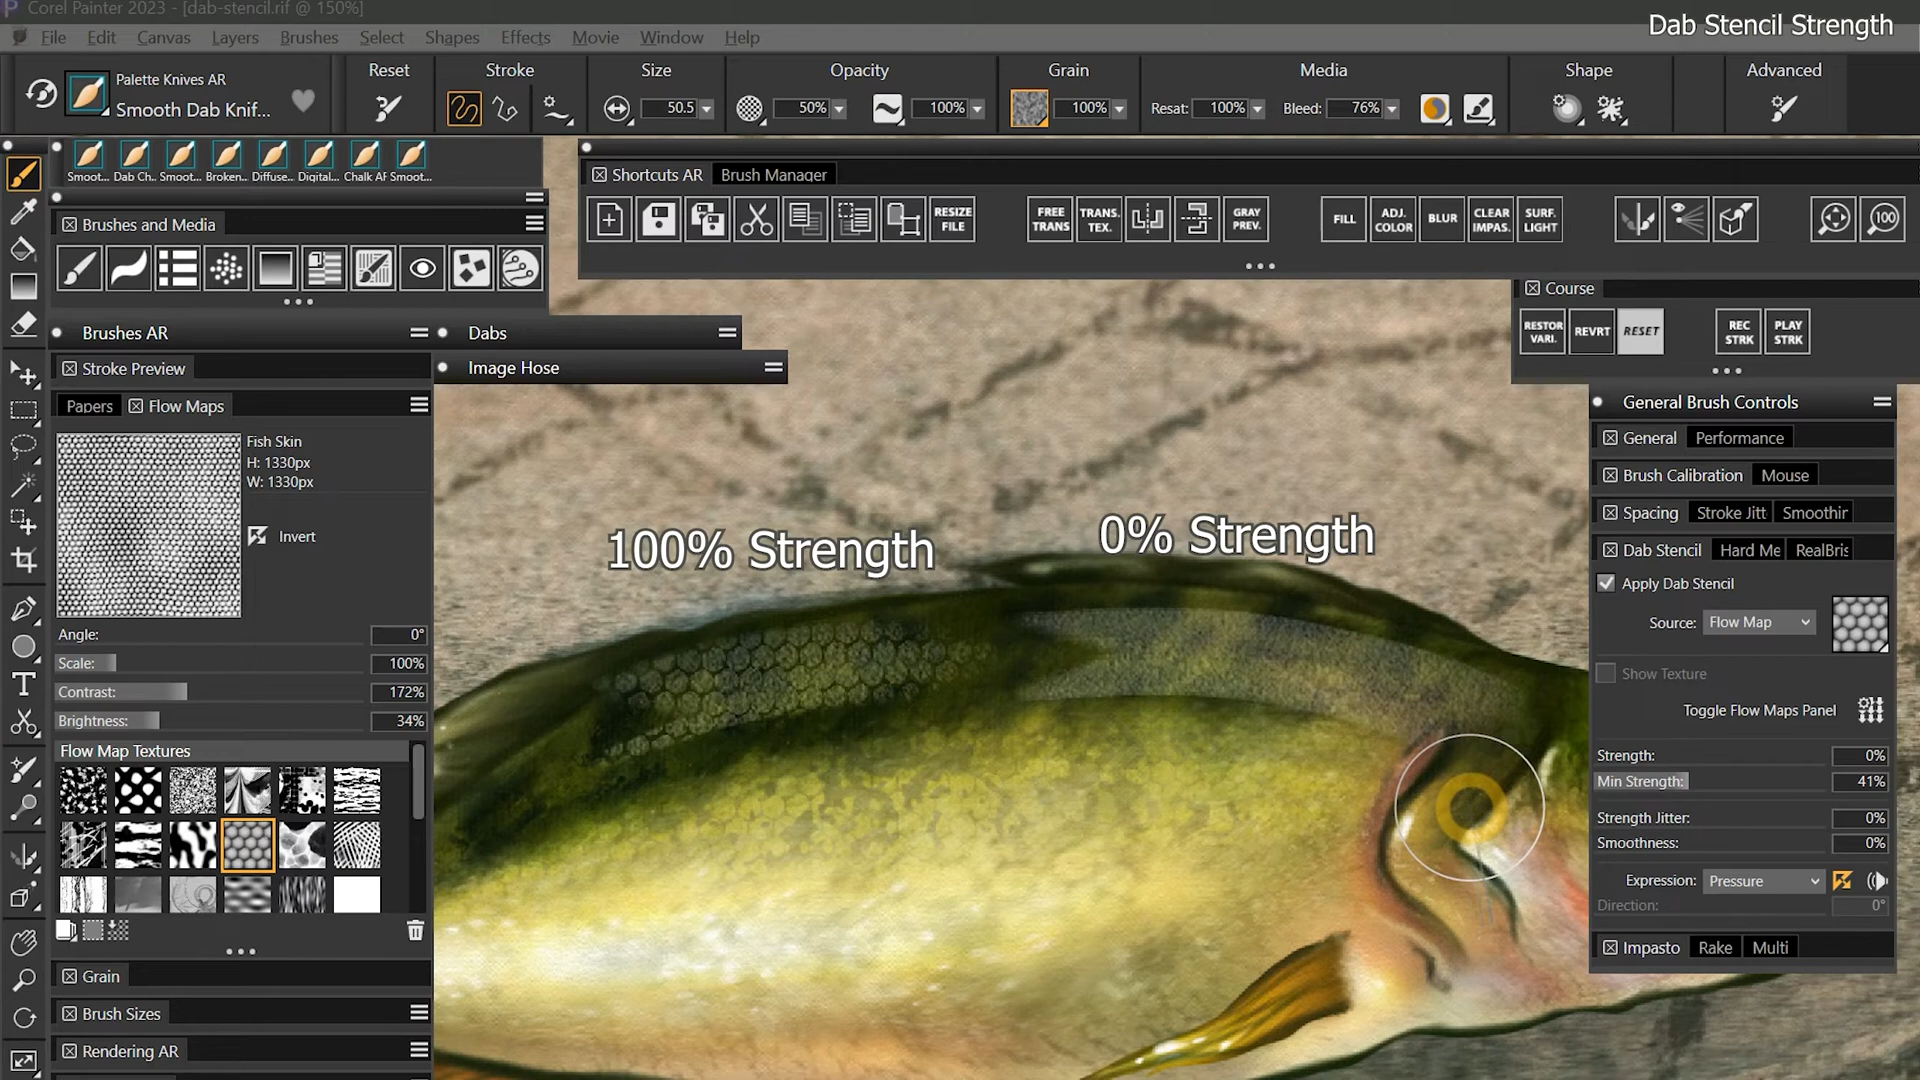 Corel Painter 2023 - [dab-stencil.rif @ 150%]
Dab Stencil Strength
File Edit Canvas Layers Brushes Select Effects Shapes Movie Window Help
Palette Knives AR
Smooth Dab Knif...
Reset
Stroke
Size
50.5
Opacity
50%
100%
Grain
100%
Media
Resat: 100%
Bleed: 76%
Shape
Advanced
Smoot... Dab Ch... Smoot... Broken... Diffuse... Digital... Chalk AF Smoot...
Shortcuts AR Brush Manager
RESIZE FILE
FREE TRANS
TRANS. TEX.
GRAY PREV.
FILL
ADJ. COLOR
BLUR
CLEAR IMPAS.
SURF. LIGHT
100
Brushes and Media
Course
RESTOR VARI.
REVRT
RESET
REC STRK
PLAY STRK
Brushes AR
Dabs
Stroke Preview
Image Hose
Papers Flow Maps
Fish Skin
H: 1330px
W: 1330px
Invert
Angle: 0°
Scale: 100%
Contrast: 172%
Brightness: 34%
Flow Map Textures
Grain
Brush Sizes
Rendering AR
100% Strength
0% Strength
General Brush Controls
General Performance
Brush Calibration Mouse
Spacing Stroke Jitt Smoothir
Dab Stencil Hard Me RealBris
Apply Dab Stencil
Source: Flow Map
Show Texture
Toggle Flow Maps Panel
Strength: 0%
Min Strength: 41%
Strength Jitter: 0%
Smoothness: 0%
Expression: Pressure
Direction: 0°
Impasto Rake Multi